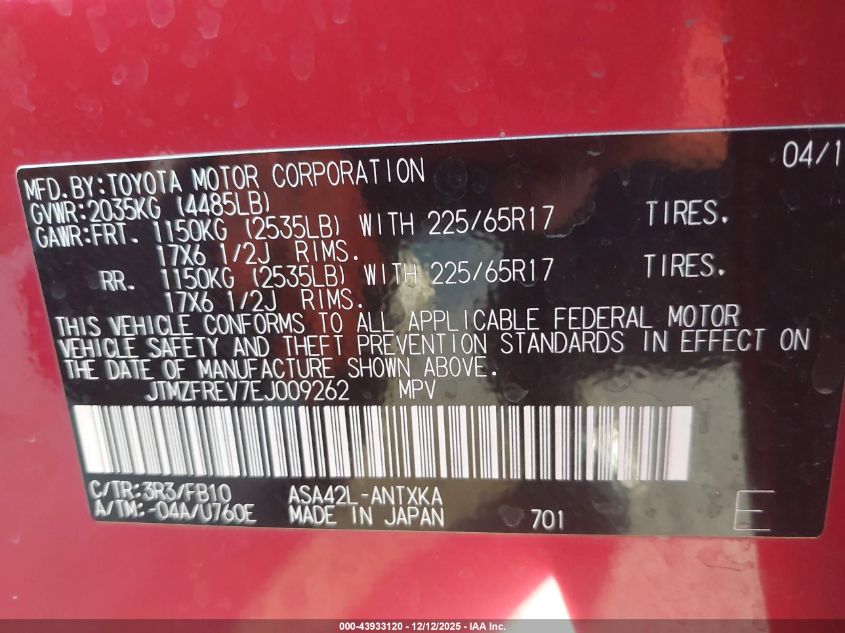 04/1
MFD.BY:TOYOTA MOTOR CORPORATION
GVWR:2035KG (4485LB)
GAWR:FRT. 1150KG (2535LB) WITH 225/65R17 TIRES.
17X6 1/2J RIMS.
RR. 1150KG (2535LB) WITH 225/65R17 TIRES.
17X6 1/2J RIMS.
THIS VEHICLE CONFORMS TO ALL APPLICABLE FEDERAL MOTOR
VEHICLE SAFETY AND THEFT PREVENTION STANDARDS IN EFFECT ON
THE DATE OF MANUFACTURE SHOWN ABOVE.
JTMZFREV7EJ009262 MPV
C/TR:3R3/FB10 ASA42L-ANTXKA
A/TM:-04A/U760E MADE IN JAPAN 701 E
000-43933120 - 12/12/2025 - IAA Inc.